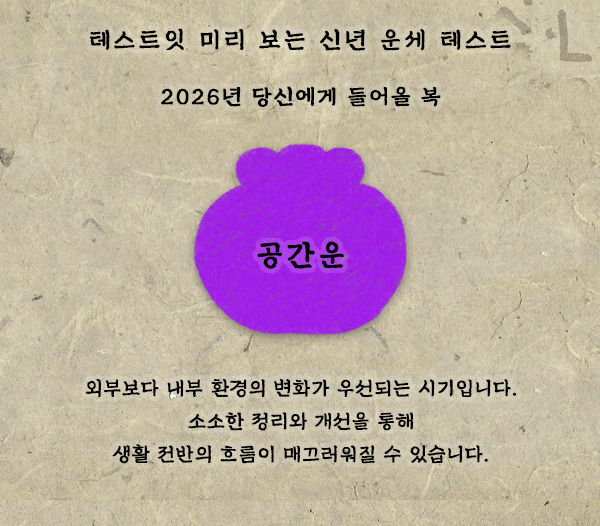 테스트잇 미리 보는 신년 운세 테스트
2026년 당신에게 들어올 복
공간운
외부보다 내부 환경의 변화가 우선되는 시기입니다.
소소한 정리와 개선을 통해
생활 전반의 흐름이 매끄러워질 수 있습니다.